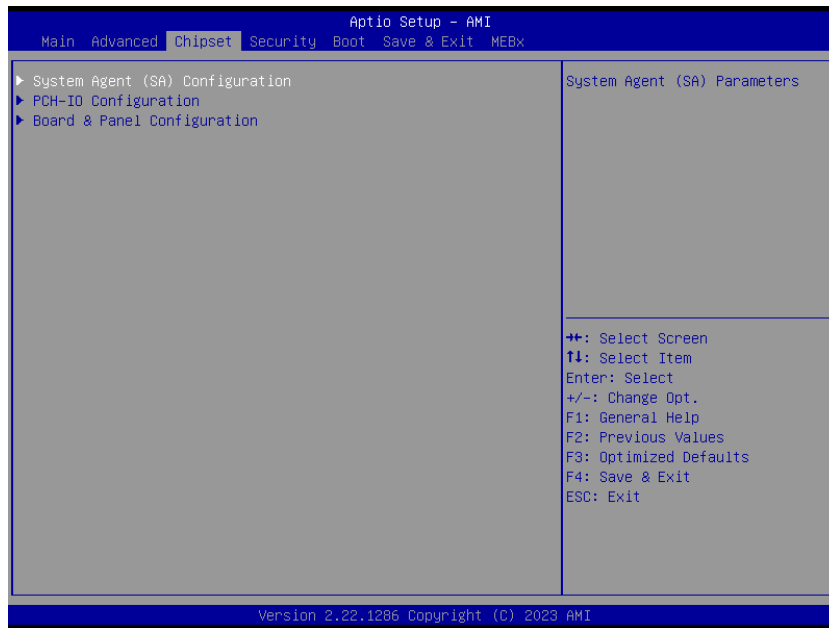 Aptio Setup – AMI
Main Advanced Chipset Security Boot Save & Exit MEBx
▶ System Agent (SA) Configuration
▶ PCH-IO Configuration
▶ Board & Panel Configuration
System Agent (SA) Parameters
→←: Select Screen
↑↓: Select Item
Enter: Select
+/-: Change Opt.
F1: General Help
F2: Previous Values
F3: Optimized Defaults
F4: Save & Exit
ESC: Exit
Version 2.22.1286 Copyright (C) 2023 AMI